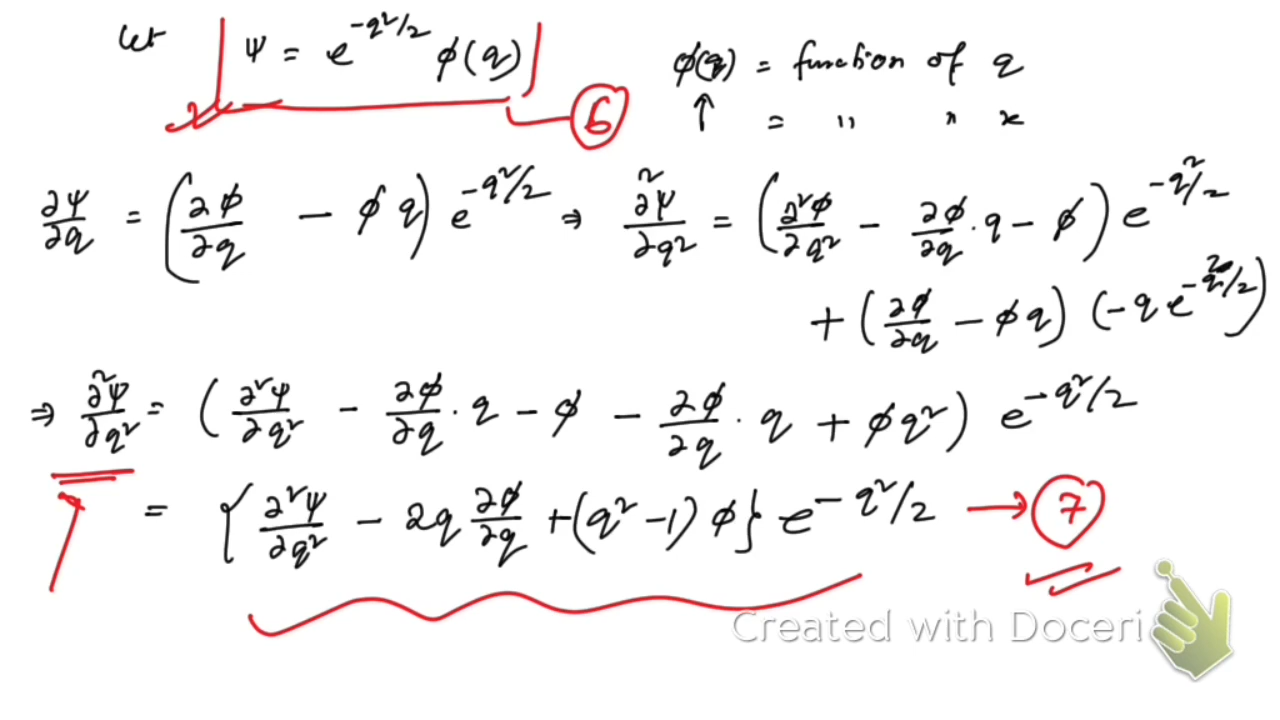 Let ψ = e^{-q²/2} ϕ(q) ϕ(q) = function of q
6 ↑ = " " x
∂ψ/∂q = (∂ϕ/∂q - ϕq) e^{-q²/2} ⇒ ∂²ψ/∂q² = (∂²ϕ/∂q² - ∂ϕ/∂q · q - ϕ) e^{-q²/2}
+ (∂ϕ/∂q - ϕq) (-q e^{-q²/2})
⇒ ∂²ψ/∂q² = (∂²ψ/∂q² - ∂ϕ/∂q · q - ϕ - ∂ϕ/∂q · q + ϕq²) e^{-q²/2}
= {∂²ψ/∂q² - 2q ∂ϕ/∂q + (q² - 1) ϕ} e^{-q²/2} → 7
Created with Doceri